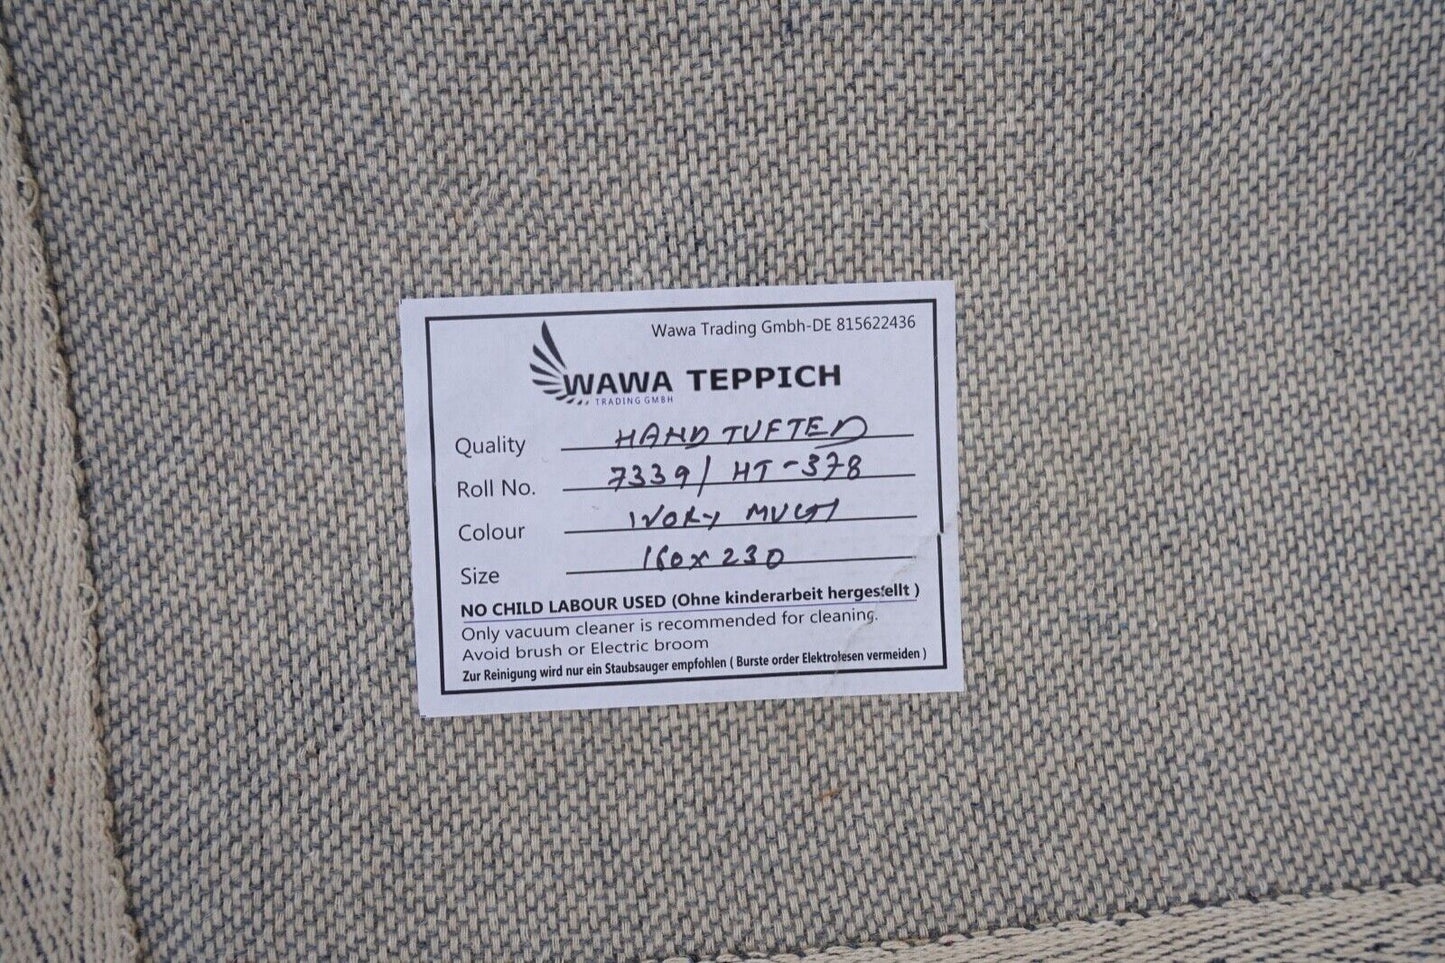 Wawa Trading Gmbh-DE 815622436
WAWA TEPPICH
TRADING GMBH
Quality HAND TUFTED
Roll No. 7339/ HT-378
Colour IVORY MULTI
Size 160x230
NO CHILD LABOUR USED (Ohne kinderarbeit hergestellt )
Only vacuum cleaner is recommended for cleaning.
Avoid brush or Electric broom
Zur Reinigung wird nur ein Staubsauger empfohlen ( Burste order Elektrolesen vermeiden )